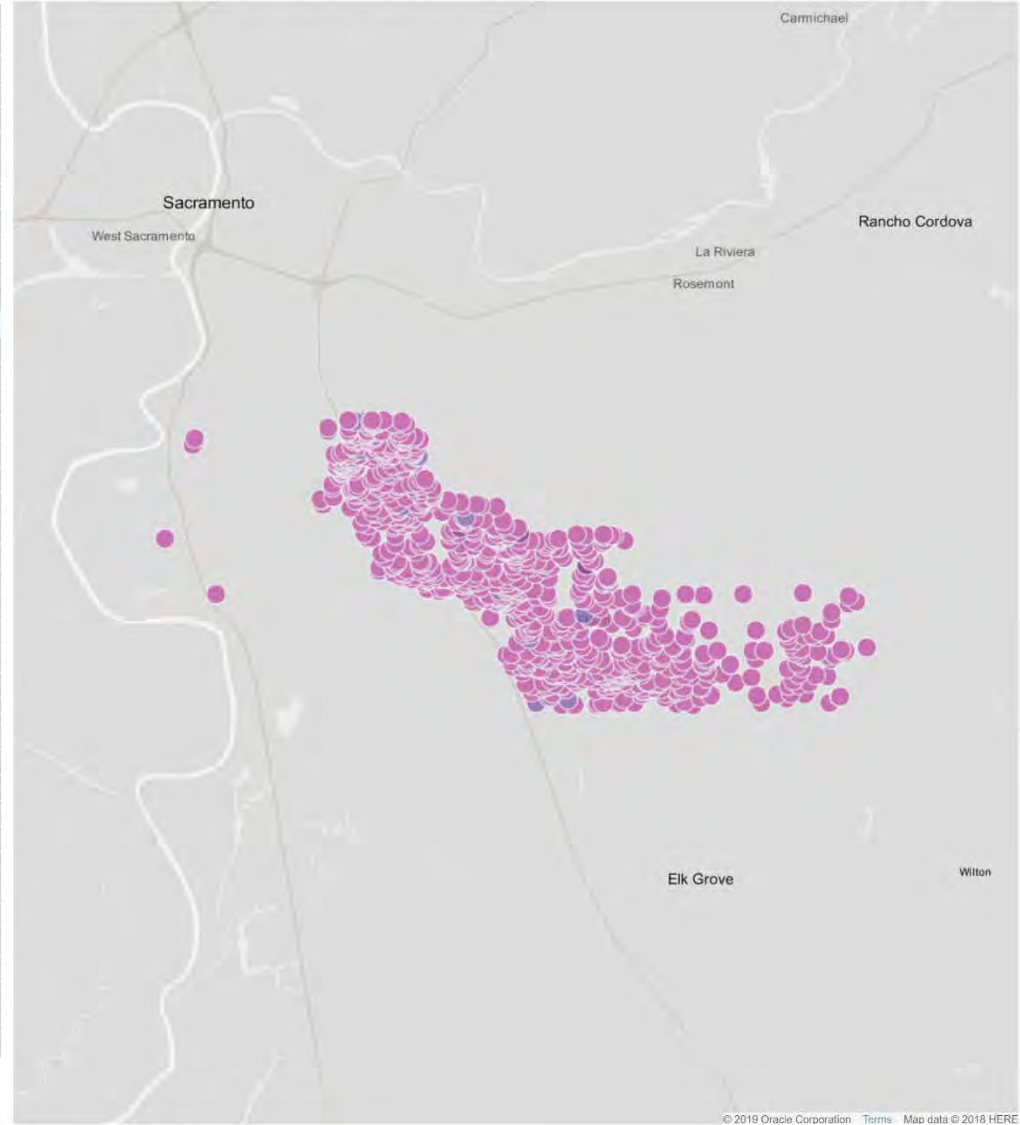 Carmichael
Sacramento
Rancho Cordova
West Sacramento
La Riviera
Rosemont
Elk Grove
Wilton
© 2019 Oracle Corporation Terms Map data © 2018 HERE